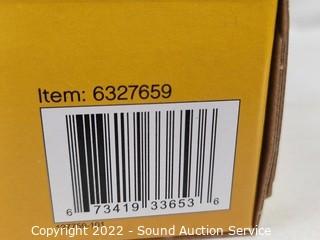 Item: 6327659
6 73419 33653 6
Copyright 2022 - Sound Auction Service